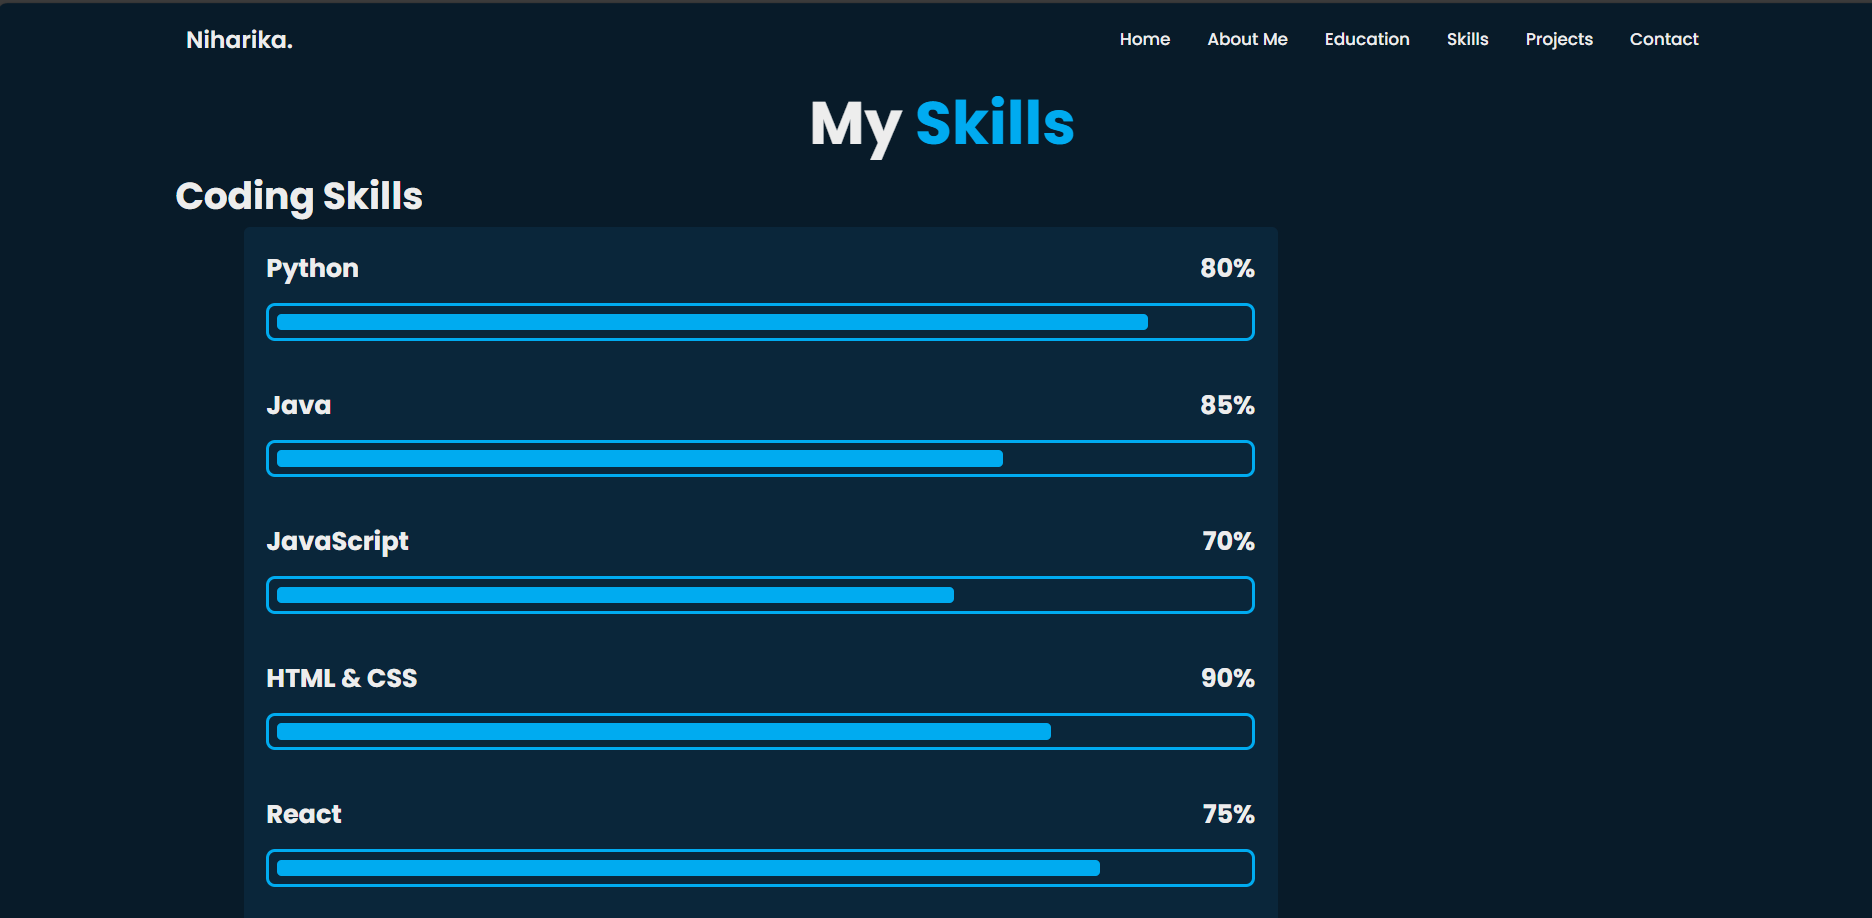 Niharika. Home About Me Education Skills Projects Contact
My Skills
Coding Skills
Python 80%
Java 85%
JavaScript 70%
HTML & CSS 90%
React 75%